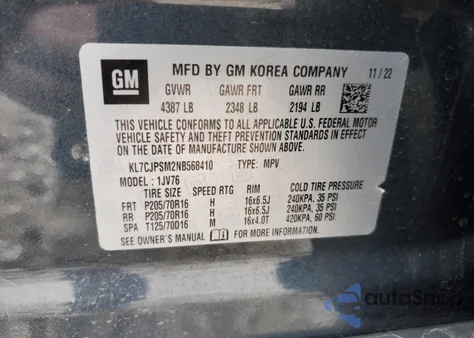 GM
MFD BY GM KOREA COMPANY 11/22
GVWR GAWR FRT GAWR RR
4387 LB 2348 LB 2194 LB
THIS VEHICLE CONFORMS TO ALL APPLICABLE U.S. FEDERAL MOTOR
VEHICLE SAFETY AND THEFT PREVENTION STANDARDS IN EFFECT ON
THE DATE OF MANUFACTURE SHOWN ABOVE.
KL7CJPSM2NB568410 TYPE: MPV
MODEL : 1JV76
TIRE SIZE SPEED RTG RIM COLD TIRE PRESSURE
FRT P205/70R16 H 16x6.5J 240KPA, 35 PSI
RR P205/70R16 H 16x6.5J 240KPA, 35 PSI
SPA T125/70D16 M 16x4.0T 420KPA, 60 PSI
SEE OWNER'S MANUAL FOR MORE INFORMATION
autoSnap